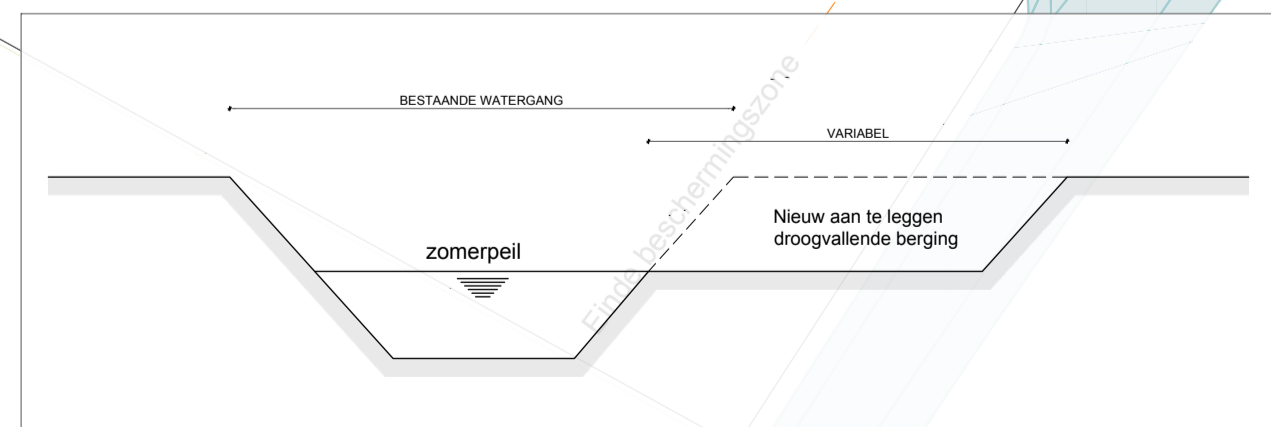 BESTAANDE WATERGANG
VARIABEL
Einde beschermingszone
Nieuw aan te leggen
droogvallende berging
zomerpeil